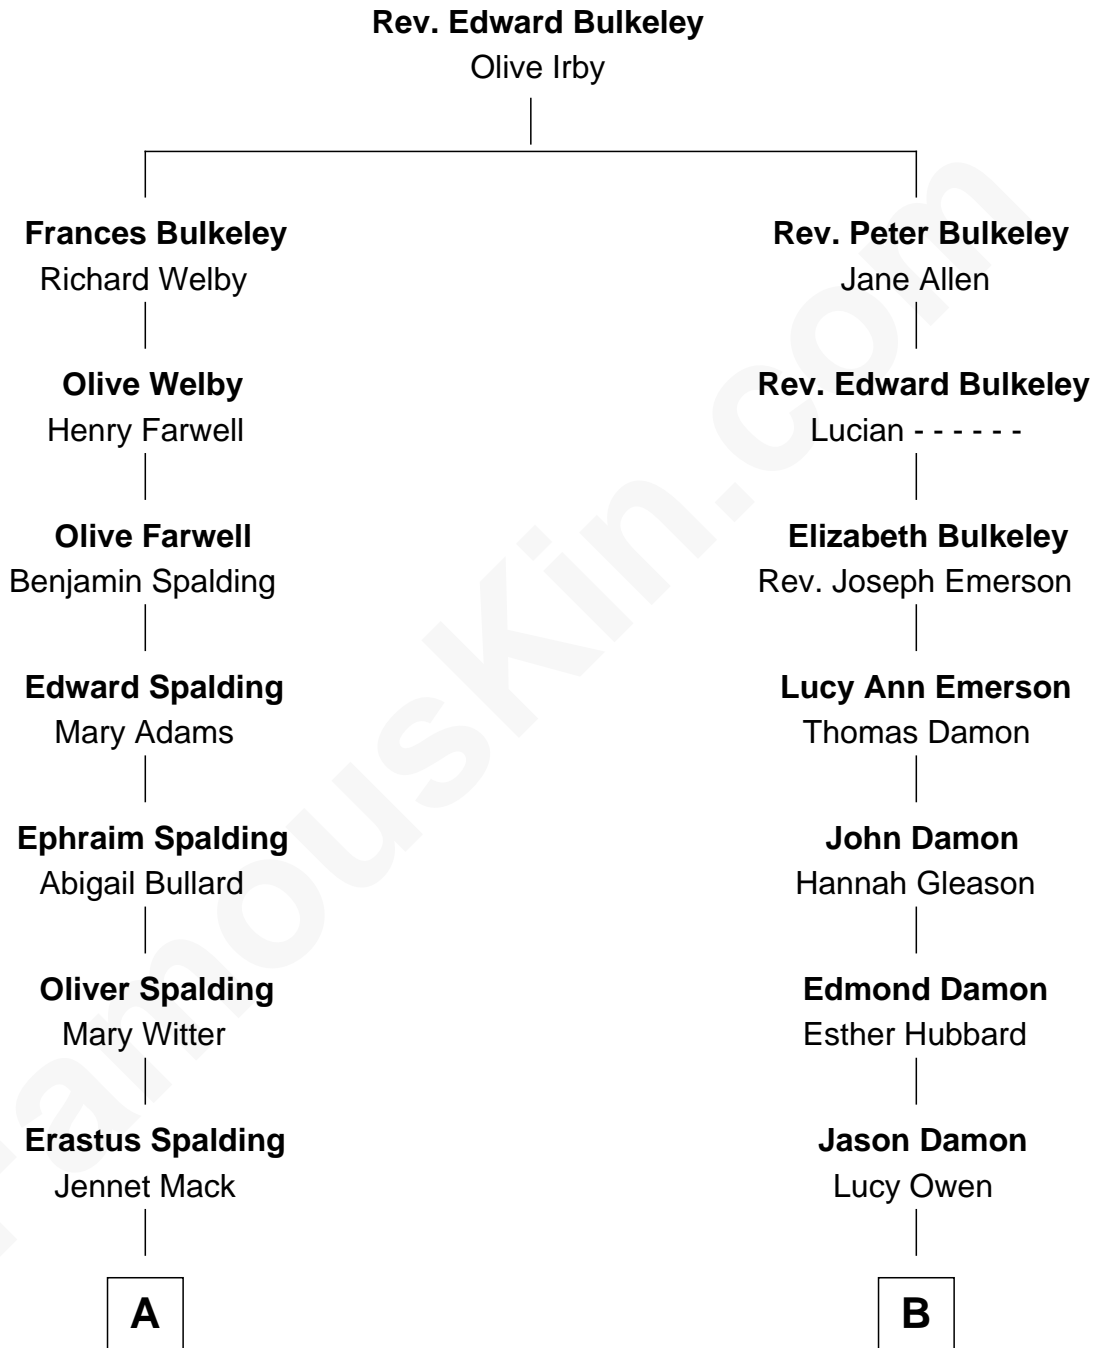 Rev. Edward Bulkeley
Olive Irby
Frances Bulkeley
Richard Welby
Olive Welby
Henry Farwell
Olive Farwell
Benjamin Spalding
Edward Spalding
Mary Adams
Ephraim Spalding
Abigail Bullard
Oliver Spalding
Mary Witter
Erastus Spalding
Jennet Mack
A
Rev. Peter Bulkeley
Jane Allen
Rev. Edward Bulkeley
Lucian - - - - - -
Elizabeth Bulkeley
Rev. Joseph Emerson
Lucy Ann Emerson
Thomas Damon
John Damon
Hannah Gleason
Edmond Damon
Esther Hubbard
Jason Damon
Lucy Owen
B
FamousKin.com